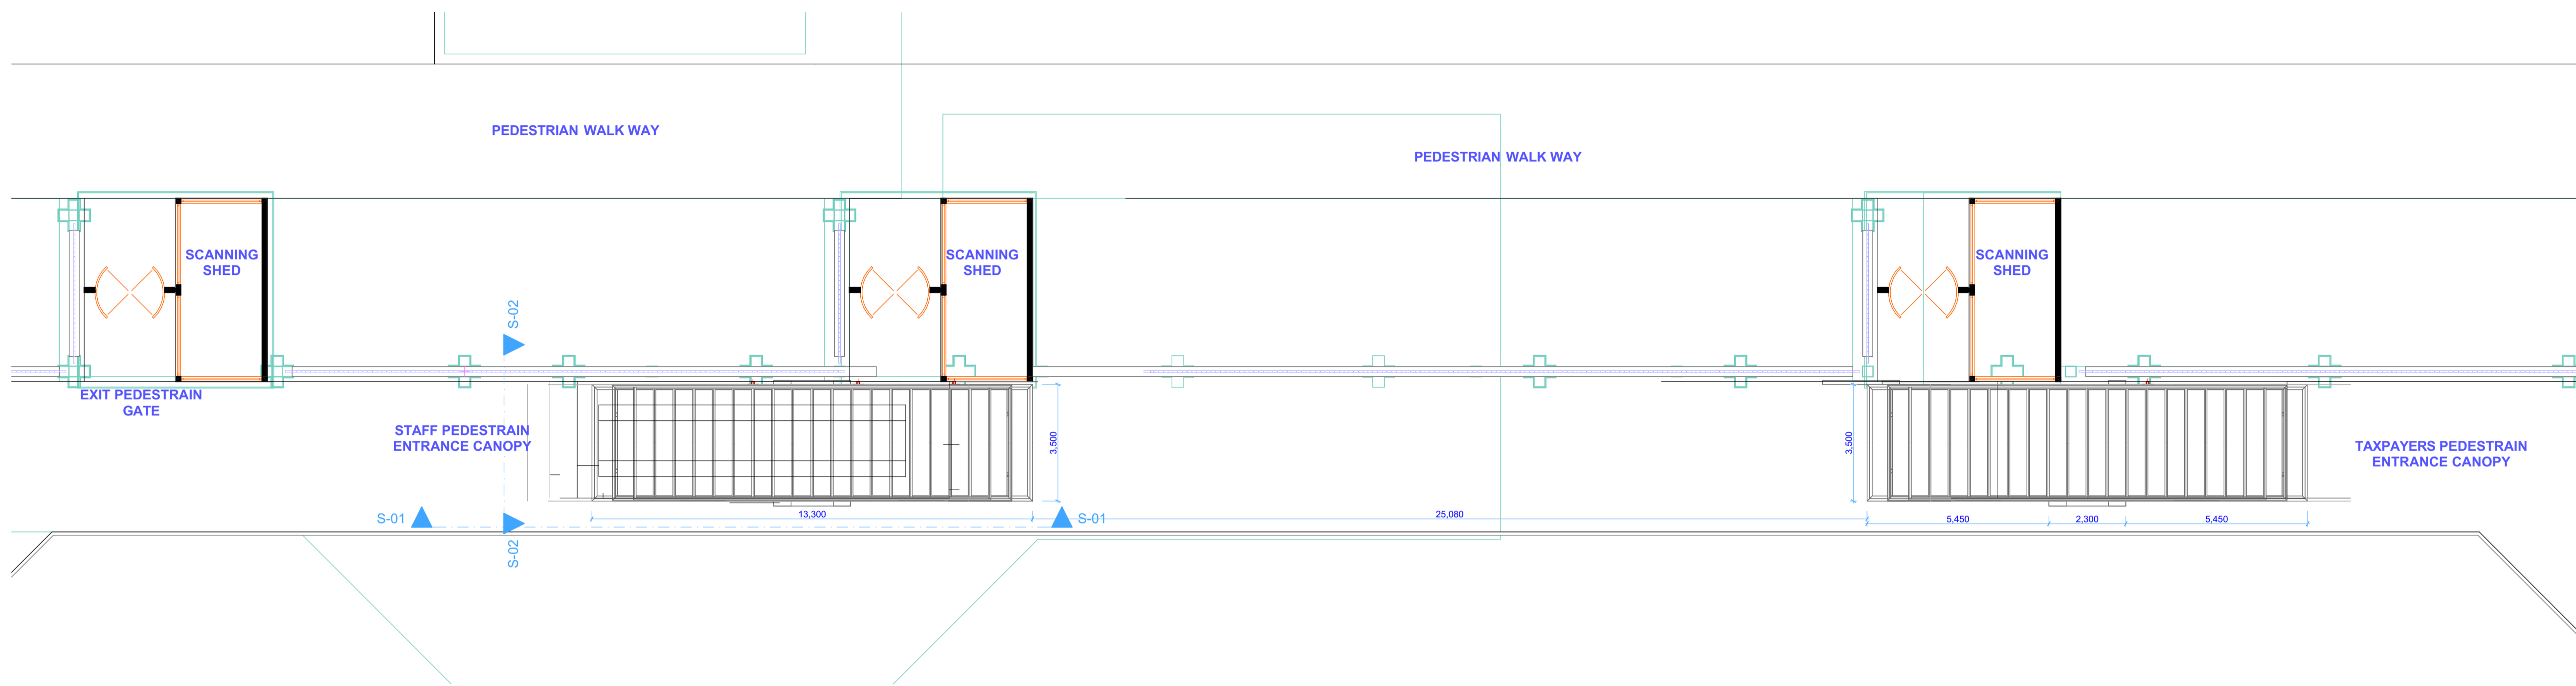 PEDESTRIAN WALK WAY
PEDESTRIAN WALK WAY
SCANNING
SHED
SCANNING
SHED
SCANNING
SHED
S-02
EXIT PEDESTRAIN
GATE
STAFF PEDESTRAIN
ENTRANCE CANOPY
3,500
3,500
TAXPAYERS PEDESTRAIN
ENTRANCE CANOPY
S-01
13,300
S-01
25,080
5,450
2,300
5,450
S-02